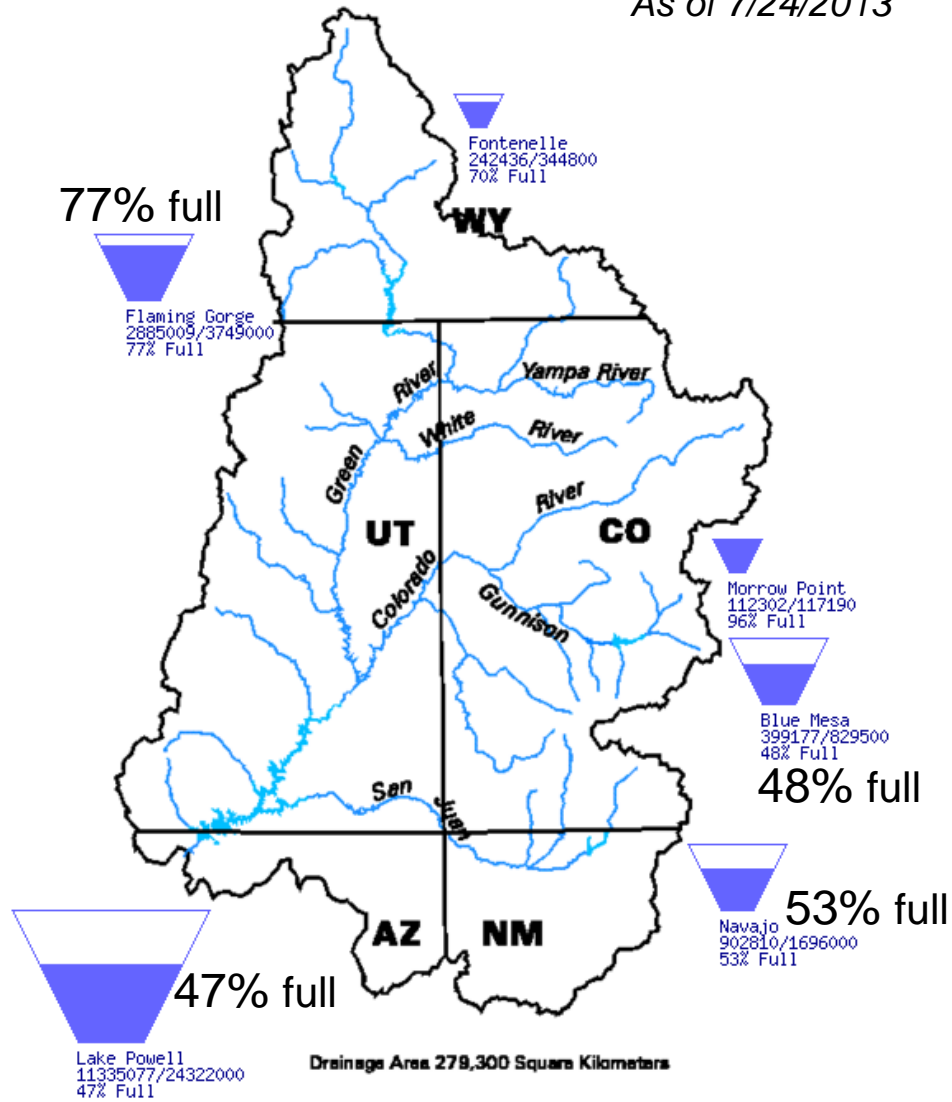 As of 7/24/2013
Fontenelle
242436/344800
70% Full
77% full
WY
Flaming Gorge
2885009/3749000
77% Full
River
Yampa River
White
River
Green
River
UT
CO
Colorado
Gunnison
Morrow Point
112302/117190
96% Full
Blue Mesa
399177/829500
48% Full
48% full
San
Juan
Navajo
902810/1696000
53% Full
53% full
AZ
NM
47% full
Lake Powell
11335077/24322000
47% Full
Drainage Area 279,300 Square Kilometers